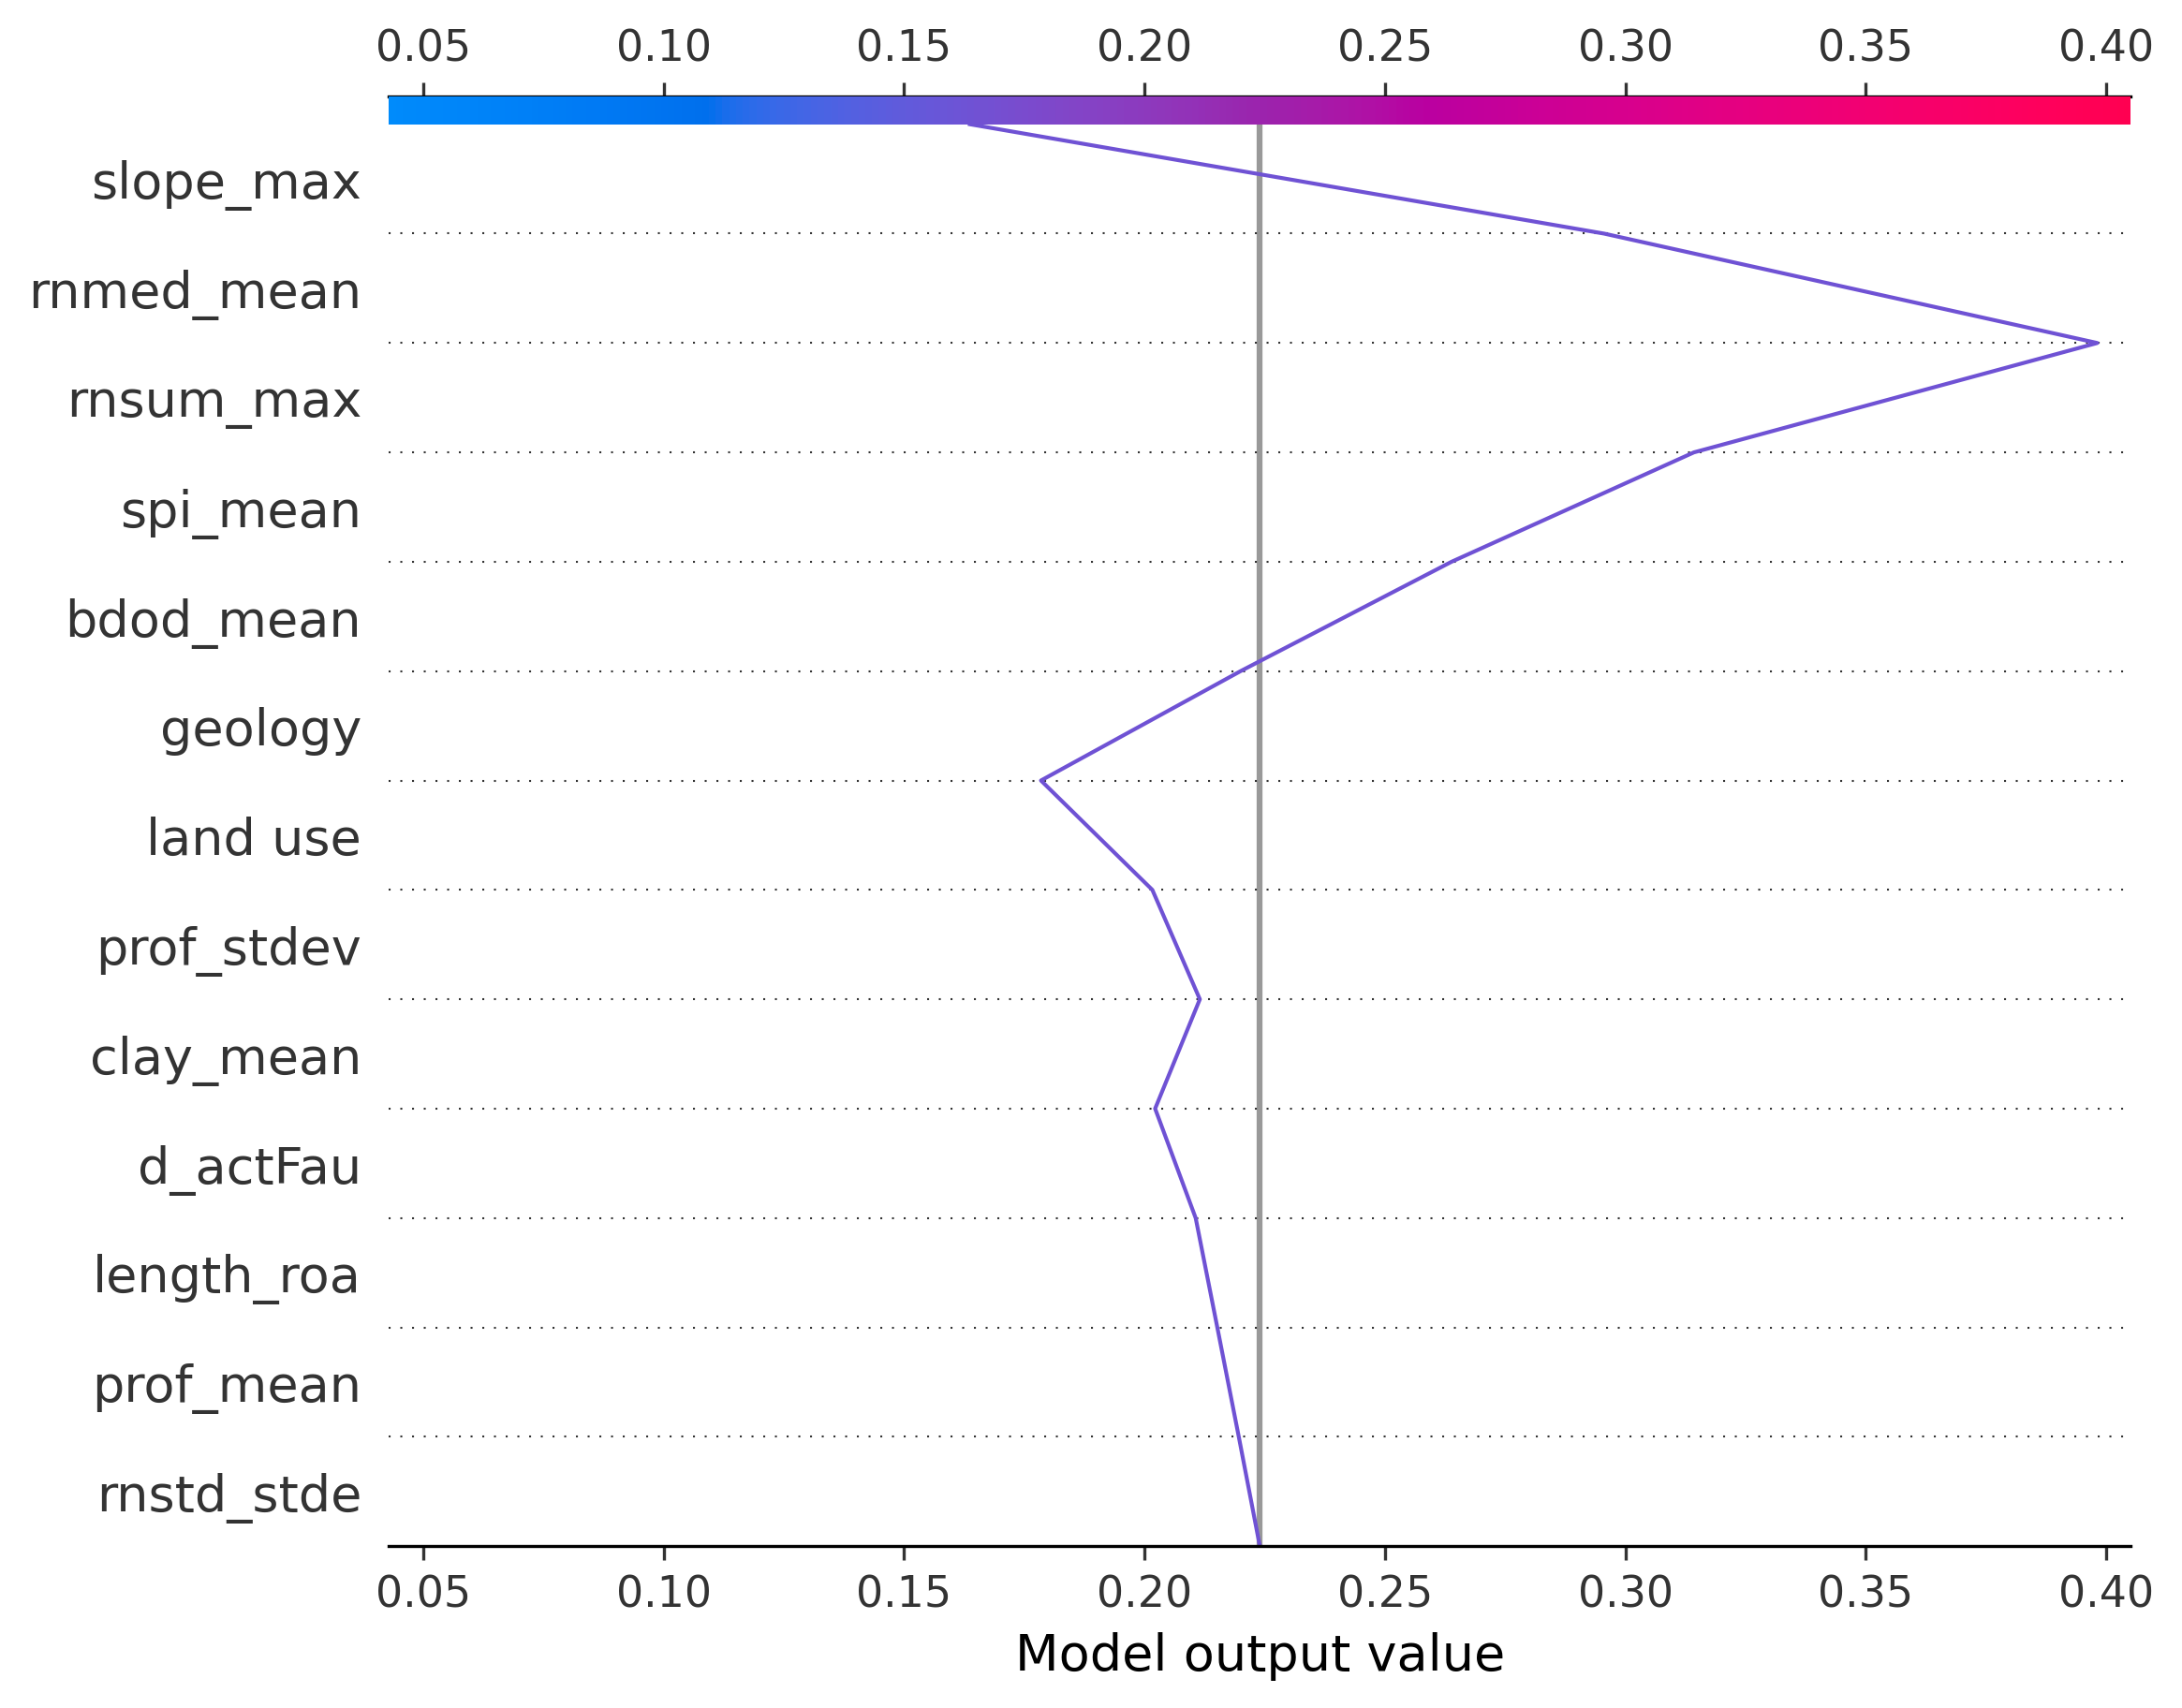 0.05 0.10 0.15 0.20 0.25 0.30 0.35 0.40
slope_max
rnmed_mean
rnsum_max
spi_mean
bdod_mean
geology
land use
prof_stdev
clay_mean
d_actFau
length_roa
prof_mean
rnstd_stde
0.05 0.10 0.15 0.20 0.25 0.30 0.35 0.40
Model output value